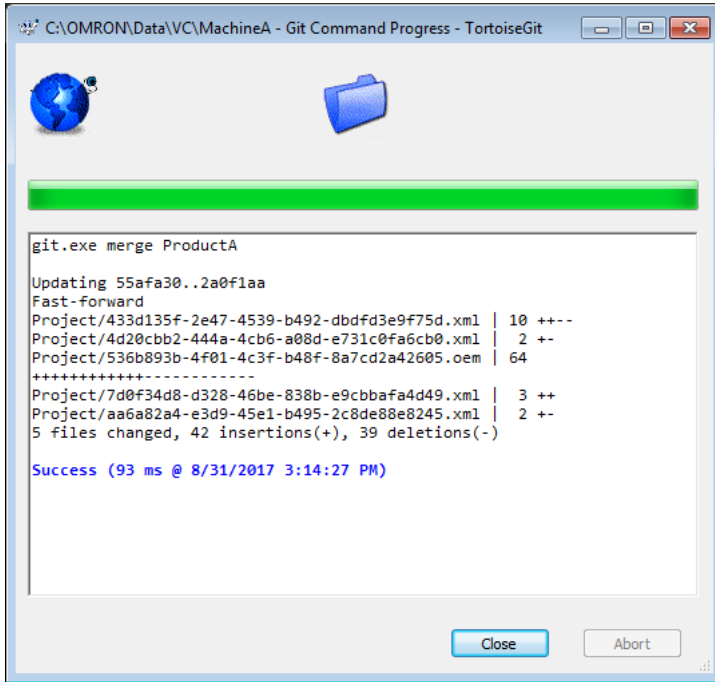 C:\OMRON\Data\VC\MachineA - Git Command Progress - TortoiseGit
git.exe merge ProductA
Updating 55afa30..2a0f1aa
Fast-forward
Project/433d135f-2e47-4539-b492-dbdfd3e9f75d.xml | 10 ++--
Project/4d20cbb2-444a-4cb6-a08d-e731c0fa6cb0.xml | 2 +-
Project/536b893b-4f01-4c3f-b48f-8a7cd2a42605.oem | 64
++++++++++++------------
Project/7d0f34d8-d328-46be-838b-e9cbbafa4d49.xml | 3 ++
Project/aa6a82a4-e3d9-45e1-b495-2c8de88e8245.xml | 2 +-
5 files changed, 42 insertions(+), 39 deletions(-)
Success (93 ms @ 8/31/2017 3:14:27 PM)
Close Abort